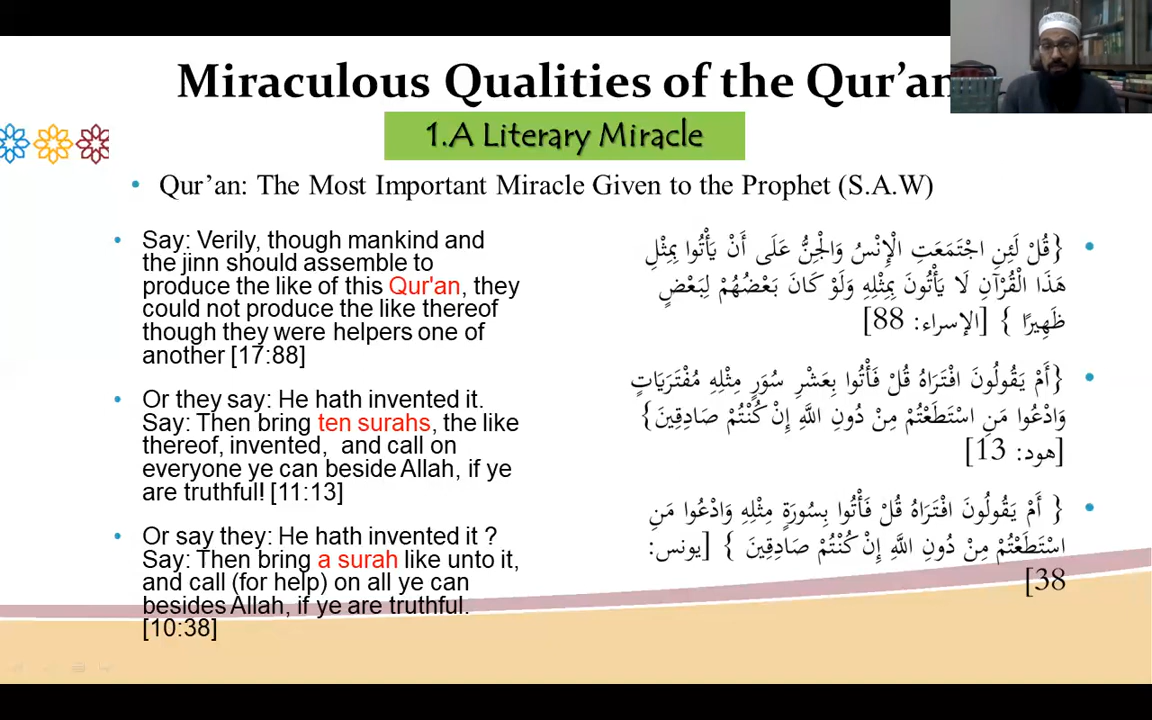 Miraculous Qualities of the Qur’an
1.A Literary Miracle
• Qur’an: The Most Important Miracle Given to the Prophet (S.A.W)
• Say: Verily, though mankind and
the jinn should assemble to
produce the like of this Qur'an, they
could not produce the like thereof
though they were helpers one of
another [17:88]
• Or they say: He hath invented it.
Say: Then bring ten surahs, the like
thereof, invented,  and call on
everyone ye can beside Allah, if ye
are truthful! [11:13]
• Or say they: He hath invented it ?
Say: Then bring a surah like unto it,
and call (for help) on all ye can
besides Allah, if ye are truthful.
[10:38]
• {قُلْ لَئِنِ اجْتَمَعَتِ الْإِنْسُ وَالْجِنُّ عَلَى أَنْ يَأْتُوا بِمِثْلِ
هَذَا الْقُرْآنِ لَا يَأْتُونَ بِمِثْلِهِ وَلَوْ كَانَ بَعْضُهُمْ لِبَعْضٍ
ظَهِيرًا } [الإسراء: 88]
• {أَمْ يَقُولُونَ افْتَرَاهُ قُلْ فَأْتُوا بِعَشْرِ سُوَرٍ مِثْلِهِ مُفْتَرَيَاتٍ
وَادْعُوا مَنِ اسْتَطَعْتُمْ مِنْ دُونِ اللَّهِ إِنْ كُنْتُمْ صَادِقِينَ}
[هود: 13]
• { أَمْ يَقُولُونَ افْتَرَاهُ قُلْ فَأْتُوا بِسُورَةٍ مِثْلِهِ وَادْعُوا مَنِ
اسْتَطَعْتُمْ مِنْ دُونِ اللَّهِ إِنْ كُنْتُمْ صَادِقِينَ } [يونس:
38]